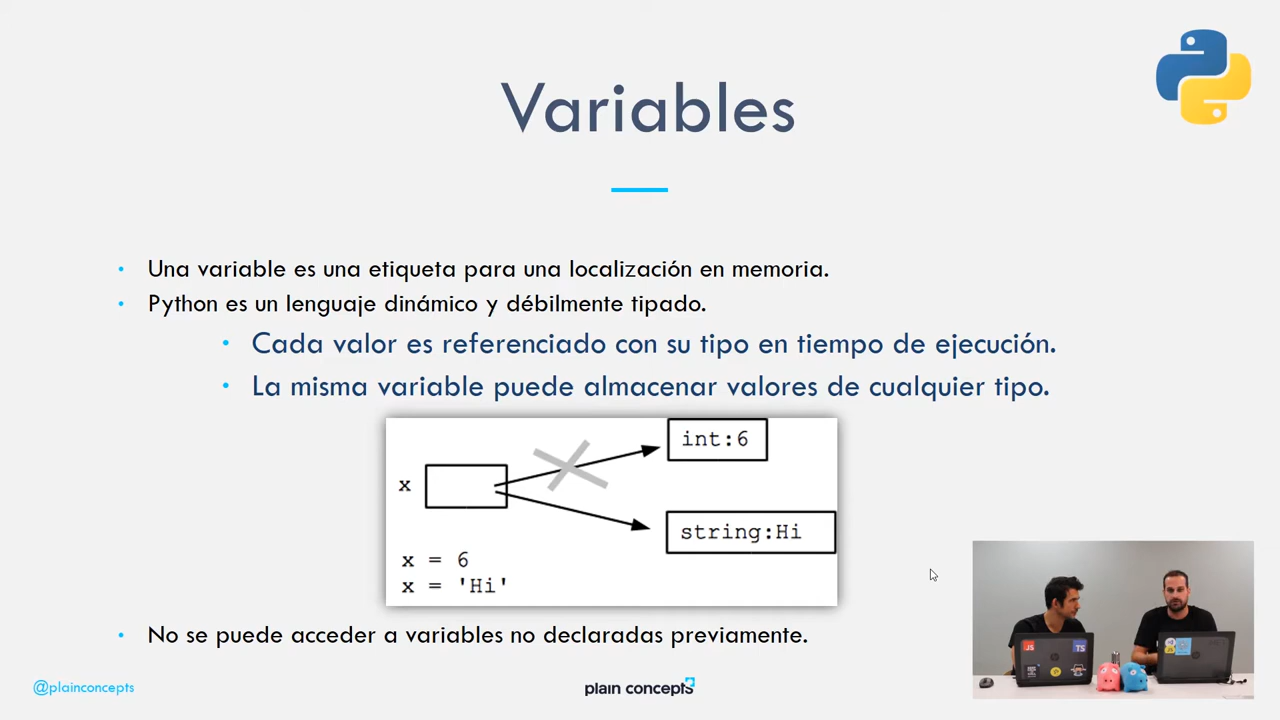 Variables
Una variable es una etiqueta para una localización en memoria.
Python es un lenguaje dinámico y débilmente tipado.
Cada valor es referenciado con su tipo en tiempo de ejecución.
La misma variable puede almacenar valores de cualquier tipo.
int:6
x
string:Hi
x = 6
x = 'Hi'
No se puede acceder a variables no declaradas previamente.
@plainconcepts
plain concepts
JS
TS